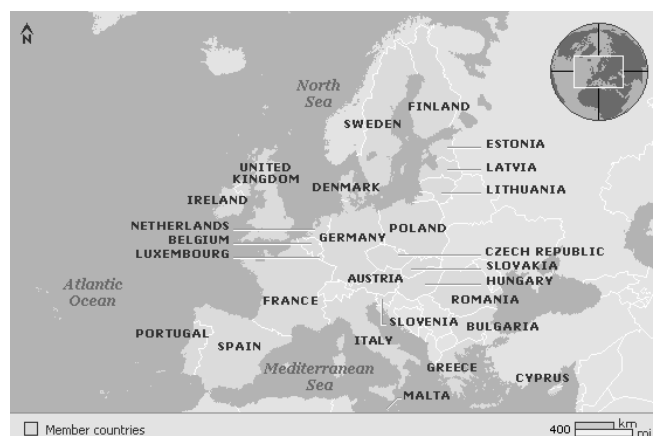 N
North
Sea
FINLAND
SWEDEN
ESTONIA
LATVIA
LITHUANIA
UNITED
KINGDOM
DENMARK
IRELAND
NETHERLANDS
BELGIUM
LUXEMBOURG
GERMANY
POLAND
CZECH REPUBLIC
SLOVAKIA
HUNGARY
AUSTRIA
Atlantic
Ocean
FRANCE
ROMANIA
SLOVENIA
BULGARIA
PORTUGAL
SPAIN
ITALY
Mediterranean
Sea
GREECE
CYPRUS
MALTA
Member countries
400
km
mi